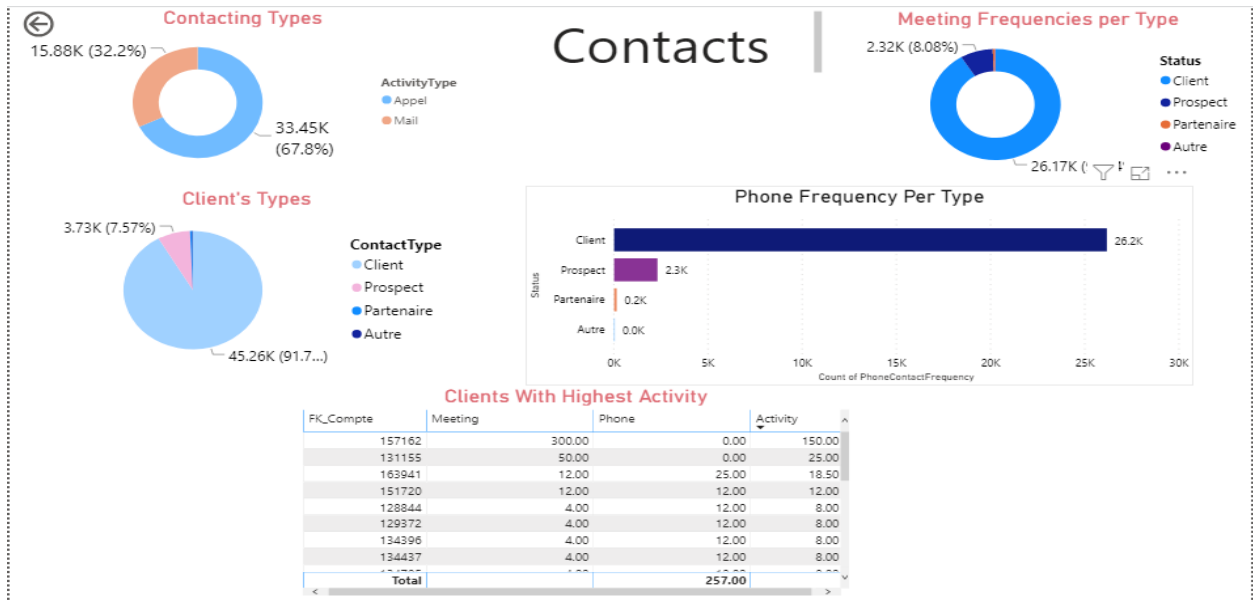 Contacting Types
15.88K (32.2%)
33.45K
(67.8%)
ActivityType
Appel
Mail
Contacts
Meeting Frequencies per Type
2.32K (8.08%)
26.17K (
Status
Client
Prospect
Partenaire
Autre
Client's Types
3.73K (7.57%)
45.26K (91.7...)
ContactType
Client
Prospect
Partenaire
Autre
Phone Frequency Per Type
Status
Client 26.2K
Prospect 2.3K
Partenaire 0.2K
Autre 0.0K
0K 5K 10K 15K 20K 25K 30K
Count of PhoneContactFrequency
Clients With Highest Activity
FK_Compte Meeting Phone Activity
157162 300.00 0.00 150.00
131155 50.00 0.00 25.00
163941 12.00 25.00 18.50
151720 12.00 12.00 12.00
128844 4.00 12.00 8.00
129372 4.00 12.00 8.00
134396 4.00 12.00 8.00
134437 4.00 12.00 8.00
Total 257.00